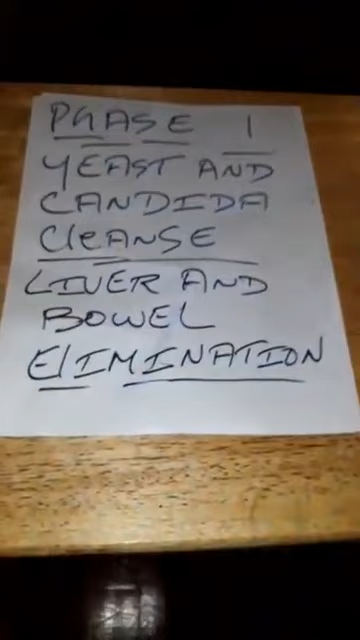 PHASE 1
YEAST AND
CANDIDA
CleANSE
LIVER AND
BOWEL
ElIMINATION